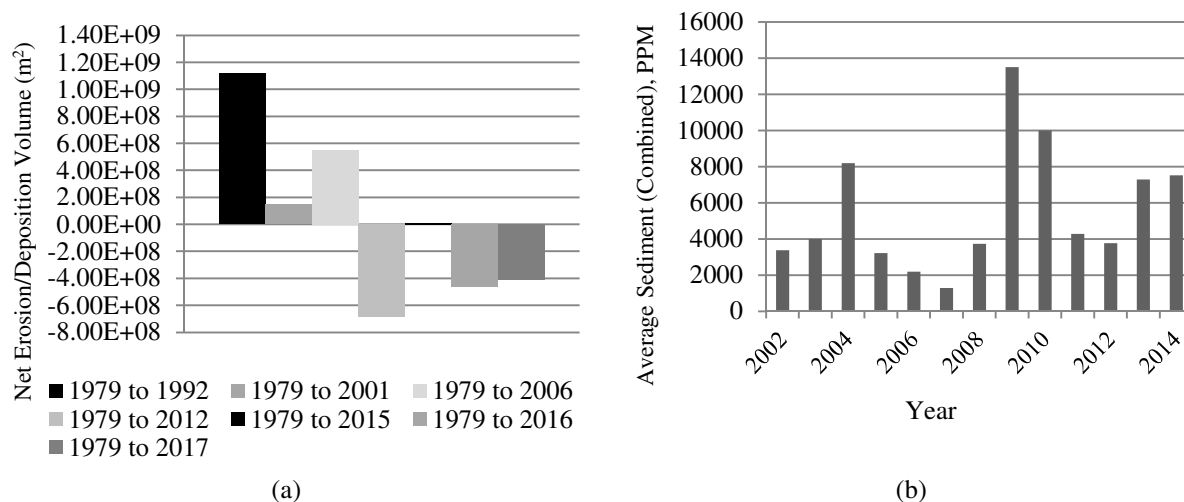 Net Erosion/Deposition Volume (m²)
1.40E+09
1.20E+09
1.00E+09
8.00E+08
6.00E+08
4.00E+08
2.00E+08
0.00E+00
-2.00E+08
-4.00E+08
-6.00E+08
-8.00E+08
1979 to 1992 1979 to 2001 1979 to 2006
1979 to 2012 1979 to 2015 1979 to 2016
1979 to 2017
(a)
Average Sediment (Combined), PPM
16000
14000
12000
10000
8000
6000
4000
2000
0
2002 2004 2006 2008 2010 2012 2014
Year
(b)